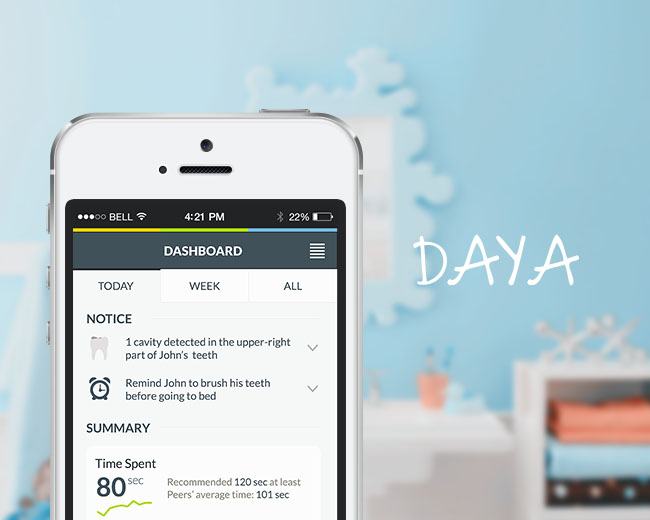 BELL 4:21 PM 22%
DASHBOARD
TODAY WEEK ALL
NOTICE
1 cavity detected in the upper-right
part of John's teeth
Remind John to brush his teeth
before going to bed
SUMMARY
Time Spent
80 sec
Recommended 120 sec at least
Peers' average time: 101 sec
DAYA